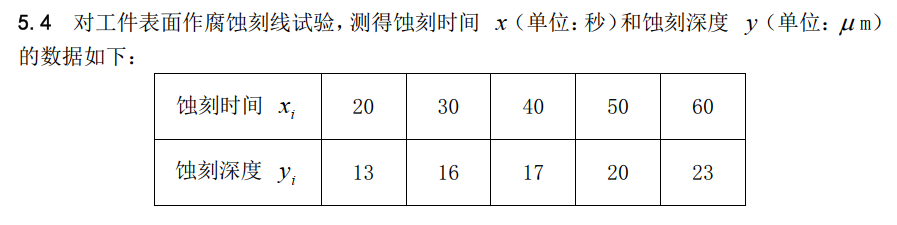 5.4 对工件表面作腐蚀刻线试验，测得蚀刻时间 x（单位：秒）和蚀刻深度 y（单位：μm）
的数据如下：
蚀刻时间 xᵢ 20 30 40 50 60
蚀刻深度 yᵢ 13 16 17 20 23